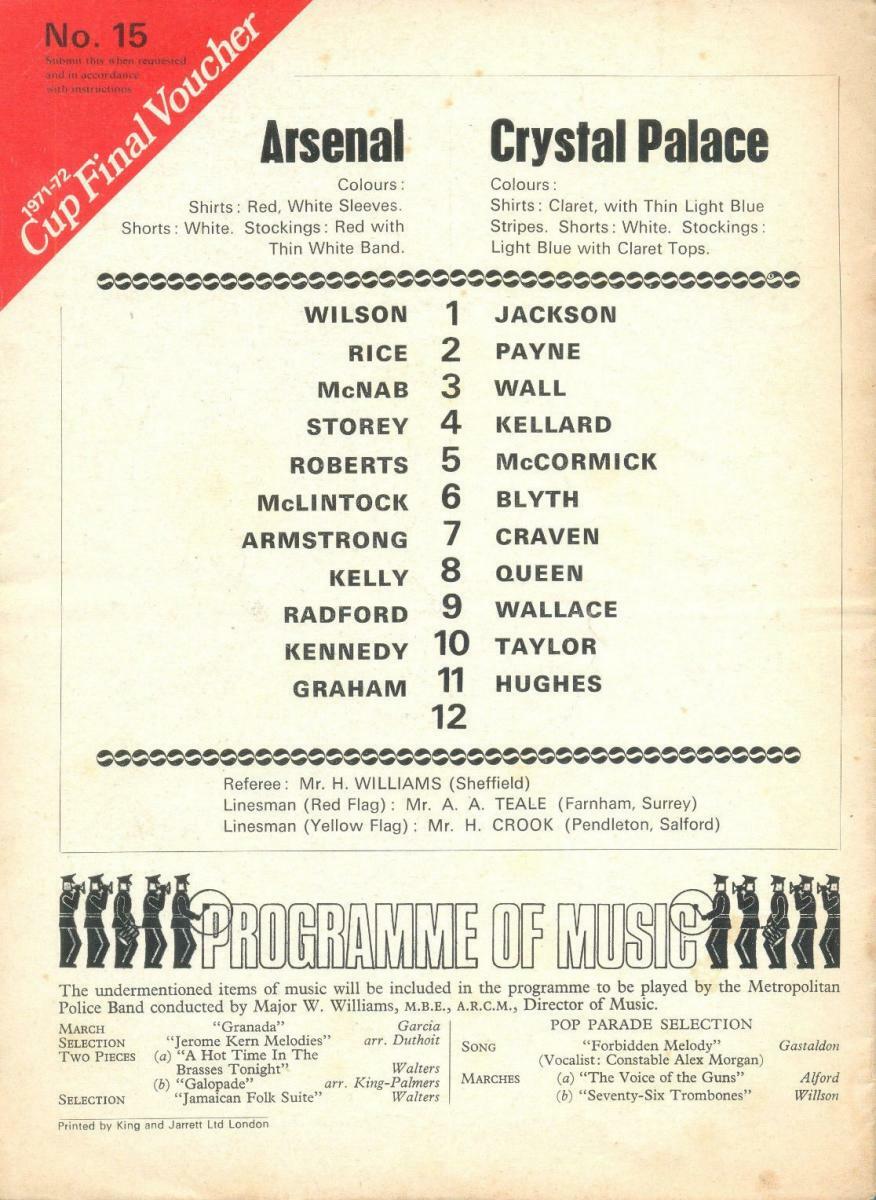 No. 15
Submit this when requested
and in accordance
with instructions
1971-72
Cup Final Voucher
Arsenal
Colours:
Shirts: Red, White Sleeves.
Shorts: White. Stockings: Red with
Thin White Band.
Crystal Palace
Colours:
Shirts: Claret, with Thin Light Blue
Stripes. Shorts: White. Stockings:
Light Blue with Claret Tops.
WILSON 1 JACKSON
RICE 2 PAYNE
McNAB 3 WALL
STOREY 4 KELLARD
ROBERTS 5 McCORMICK
McLINTOCK 6 BLYTH
ARMSTRONG 7 CRAVEN
KELLY 8 QUEEN
RADFORD 9 WALLACE
KENNEDY 10 TAYLOR
GRAHAM 11 HUGHES
12
Referee: Mr. H. WILLIAMS (Sheffield)
Linesman (Red Flag): Mr. A. A. TEALE (Farnham, Surrey)
Linesman (Yellow Flag): Mr. H. CROOK (Pendleton, Salford)
PROGRAMME OF MUSIC
The undermentioned items of music will be included in the programme to be played by the Metropolitan
Police Band conducted by Major W. Williams, M.B.E., A.R.C.M., Director of Music.
MARCH "Granada" Garcia
SELECTION "Jerome Kern Melodies" arr. Duthoit
TWO PIECES (a) "A Hot Time In The
Brasses Tonight" Walters
(b) "Galopade" arr. King-Palmers
SELECTION "Jamaican Folk Suite" Walters
POP PARADE SELECTION
SONG "Forbidden Melody" Gastaldon
(Vocalist: Constable Alex Morgan)
MARCHES (a) "The Voice of the Guns" Alford
(b) "Seventy-Six Trombones" Willson
Printed by King and Jarrett Ltd London